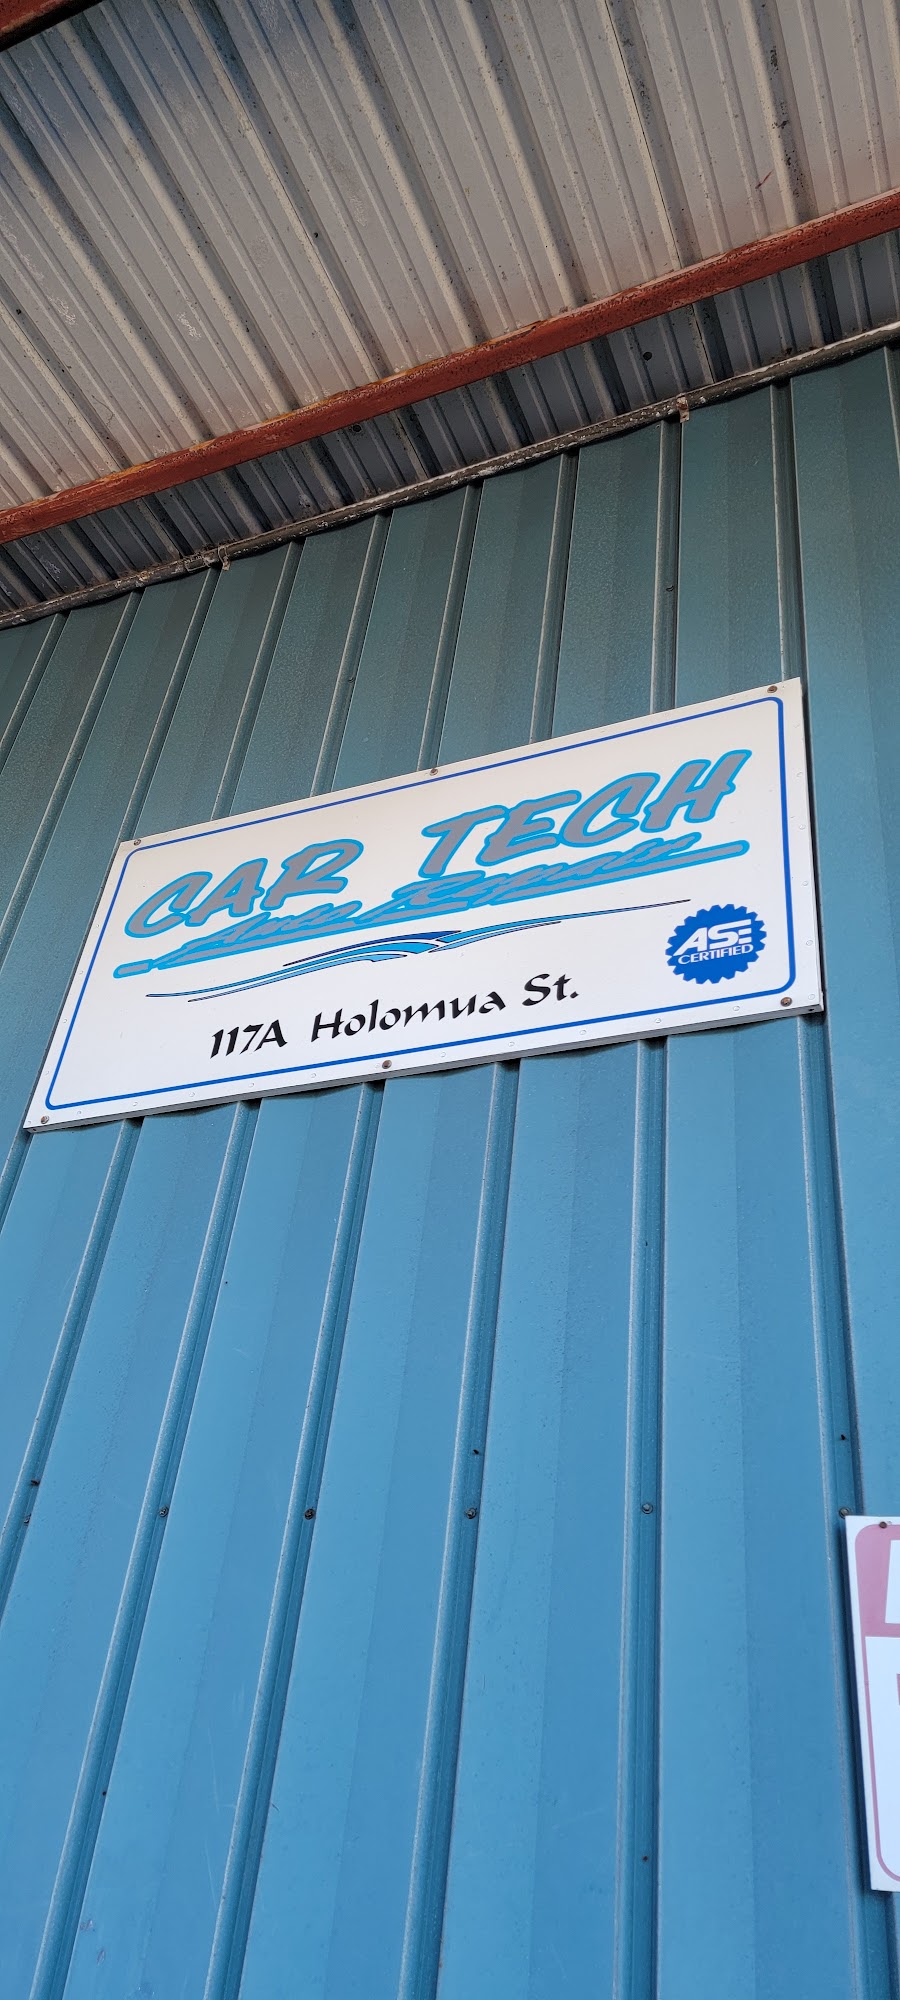 CAR TECH
Auto Repair
ASE
CERTIFIED
117A Holomua St.